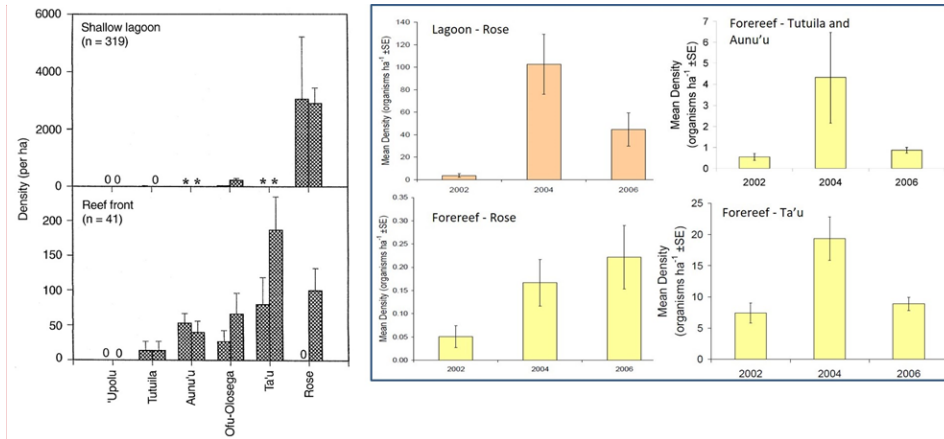 Shallow lagoon
(n = 319)
6000
4000
2000
0
0 0
0
* *
* *
Density (per ha)
Reef front
(n = 41)
200
150
100
50
0
0 0
0
'Upolu
Tutuila
Aunu'u
Ofu-Olosega
Ta'u
Rose
Lagoon - Rose
Mean Density (organisms ha⁻¹ ±SE)
140
120
100
80
60
40
20
0
2002
2004
2006
Forereef - Tutuila and
Aunu'u
Mean Density
(organisms ha⁻¹ ±SE)
7
6
5
4
3
2
1
0
2002
2004
2006
Forereef - Rose
Mean Density (organisms ha⁻¹ ±SE)
0.35
0.30
0.25
0.20
0.15
0.10
0.05
0.00
2002
2004
2006
Forereef - Ta'u
Mean Density
(organisms ha⁻¹ ±SE)
25
20
15
10
5
0
2002
2004
2006